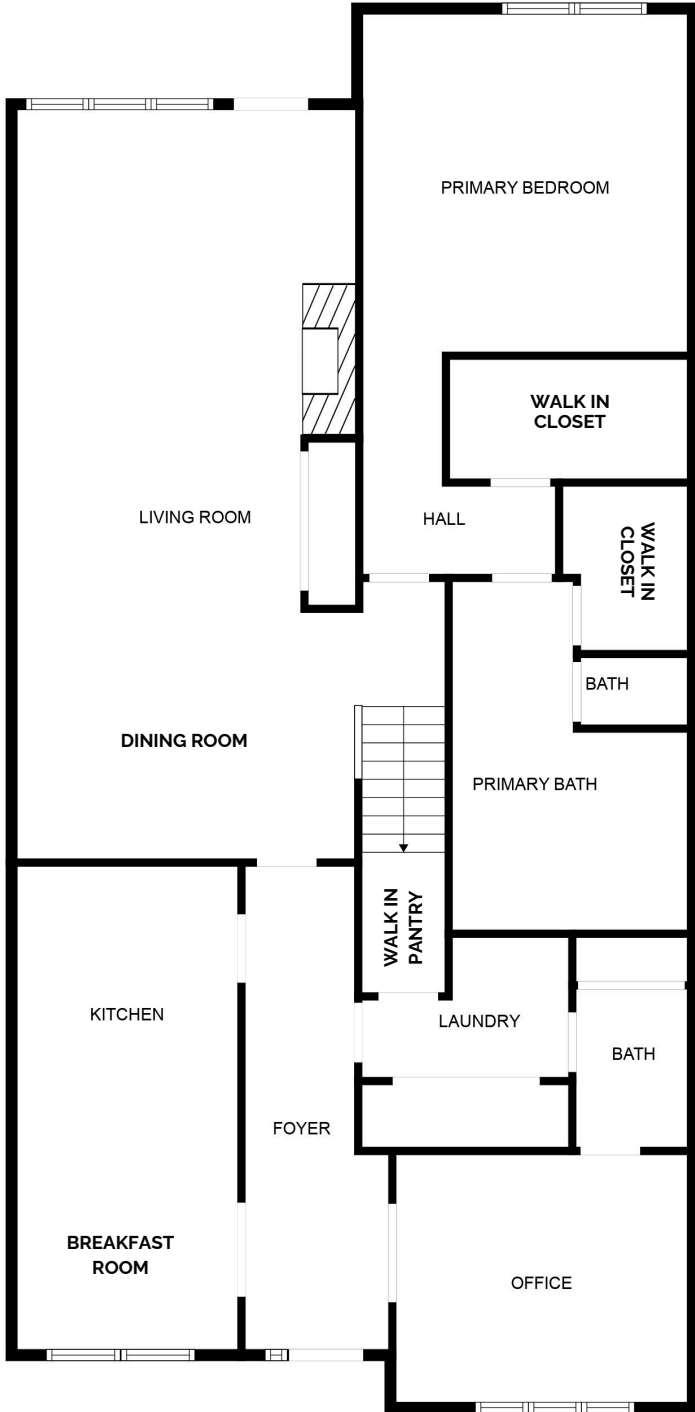 PRIMARY BEDROOM
WALK IN
CLOSET
LIVING ROOM
HALL
WALK IN
CLOSET
BATH
DINING ROOM
PRIMARY BATH
WALK IN
PANTRY
KITCHEN
LAUNDRY
BATH
FOYER
BREAKFAST
ROOM
OFFICE